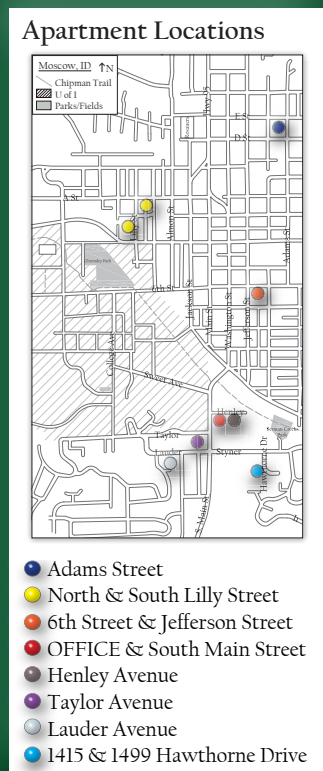 Apartment Locations
Moscow, ID ↑N
Chipman Trail
U of I
Parks/Fields
Hwy 95
E St
D St
A St
Lilly St
Almon St
Adams St
Ghormley Park
6th St
Jackson St
Main St
Washington St
Jefferson St
College Ave
Sweet Ave
Henley
Taylor
Lauder
Styner
Hawthorne Dr
S Main St
Adams Street
North & South Lilly Street
6th Street & Jefferson Street
OFFICE & South Main Street
Henley Avenue
Taylor Avenue
Lauder Avenue
1415 & 1499 Hawthorne Drive